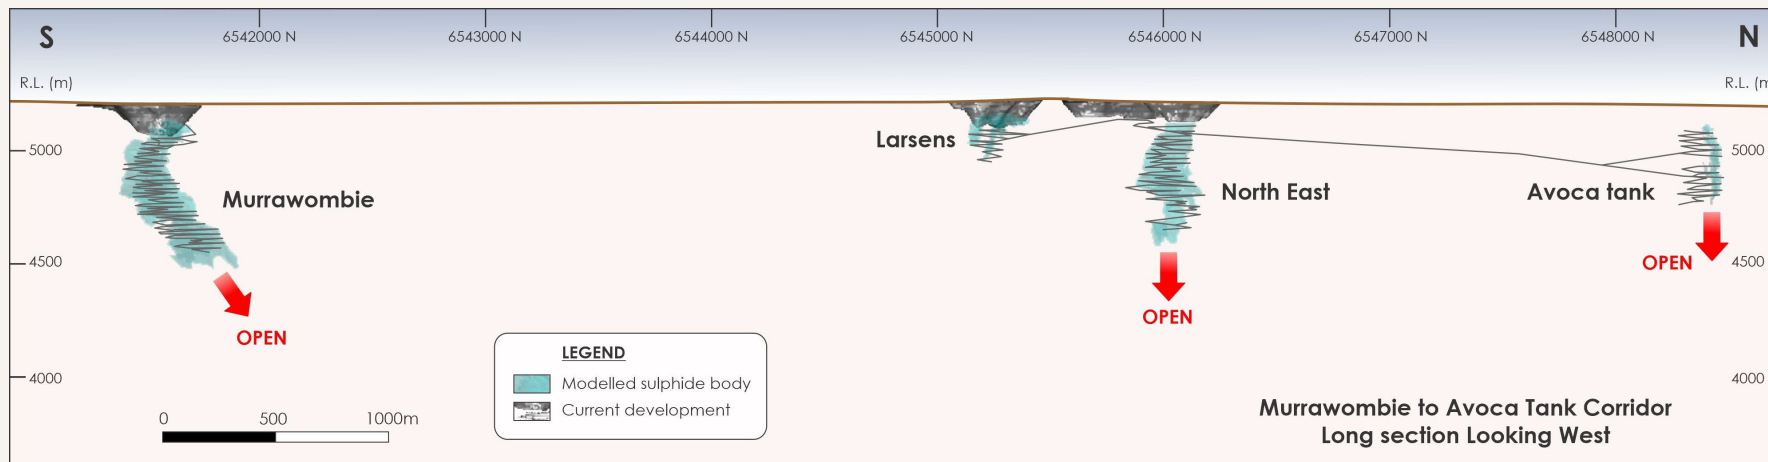 S
6542000 N
6543000 N
6544000 N
6545000 N
6546000 N
6547000 N
6548000 N
N
R.L. (m)
R.L. (m
Larsens
5000
5000
Murrawombie
North East
Avoca tank
4500
OPEN
4500
OPEN
OPEN
LEGEND
Modelled sulphide body
Current development
4000
4000
0
500
1000m
Murrawombie to Avoca Tank Corridor
Long section Looking West